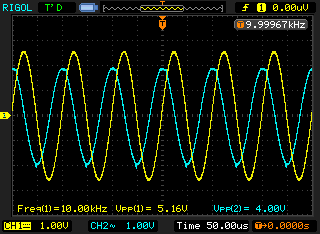 RIGOL T'D T f 1 0.00uV
T 9.99967kHz
1
Freq(1)=10.00kHz Vpp(1)= 5.16V Vpp(2)= 4.00V
CH1 1.00V CH2~ 1.00V Time 50.00us T→0.0000s